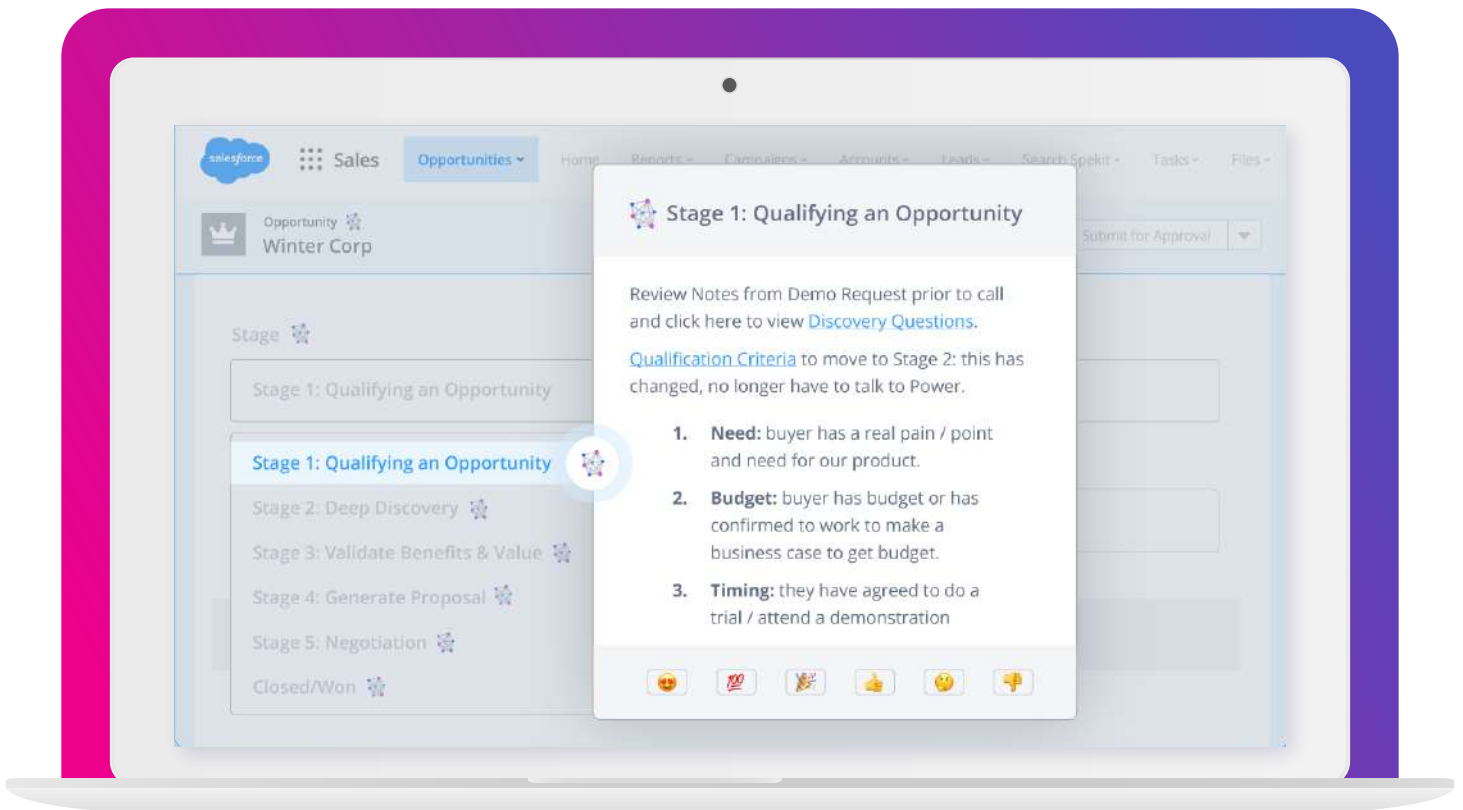 salesforce
Sales
Opportunities
Home
Reports
Campaigns
Accounts
Leads
Search Spekit
Tasks
Files
Opportunity
Winter Corp
Submit for Approval
Stage
Stage 1: Qualifying an Opportunity
Stage 1: Qualifying an Opportunity
Stage 2: Deep Discovery
Stage 3: Validate Benefits & Value
Stage 4: Generate Proposal
Stage 5: Negotiation
Closed/Won
Stage 1: Qualifying an Opportunity
Review Notes from Demo Request prior to call
and click here to view Discovery Questions.
Qualification Criteria to move to Stage 2: this has
changed, no longer have to talk to Power.
1. Need: buyer has a real pain / point
and need for our product.
2. Budget: buyer has budget or has
confirmed to work to make a
business case to get budget.
3. Timing: they have agreed to do a
trial / attend a demonstration